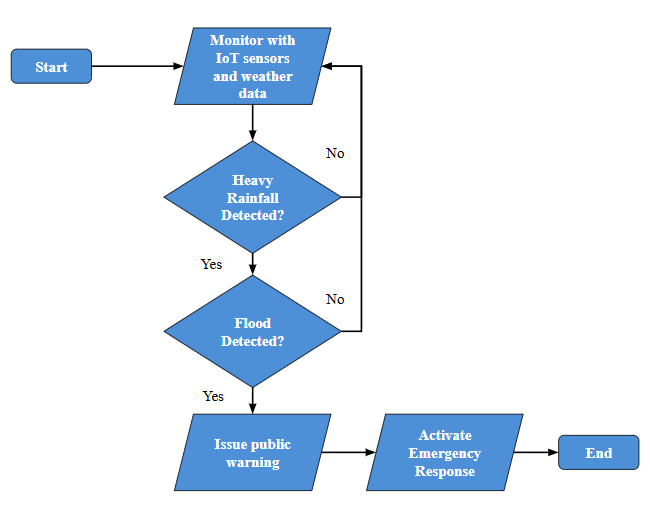 Start
Monitor with
IoT sensors
and weather
data
No
Heavy
Rainfall
Detected?
Yes
No
Flood
Detected?
Yes
Issue public
warning
Activate
Emergency
Response
End